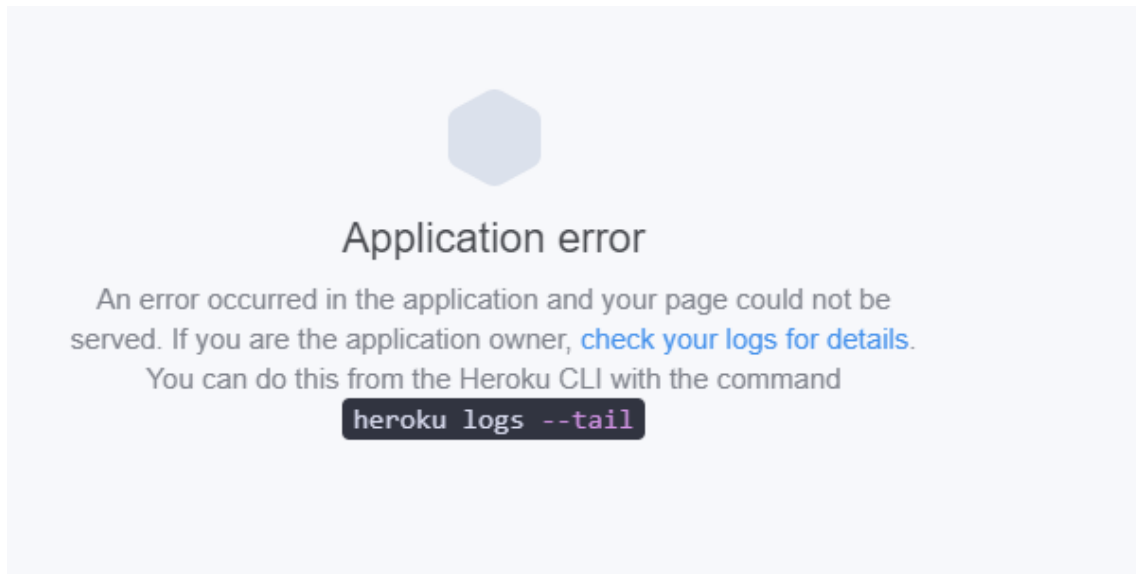 Application error
An error occurred in the application and your page could not be
served. If you are the application owner, check your logs for details.
You can do this from the Heroku CLI with the command
heroku logs --tail